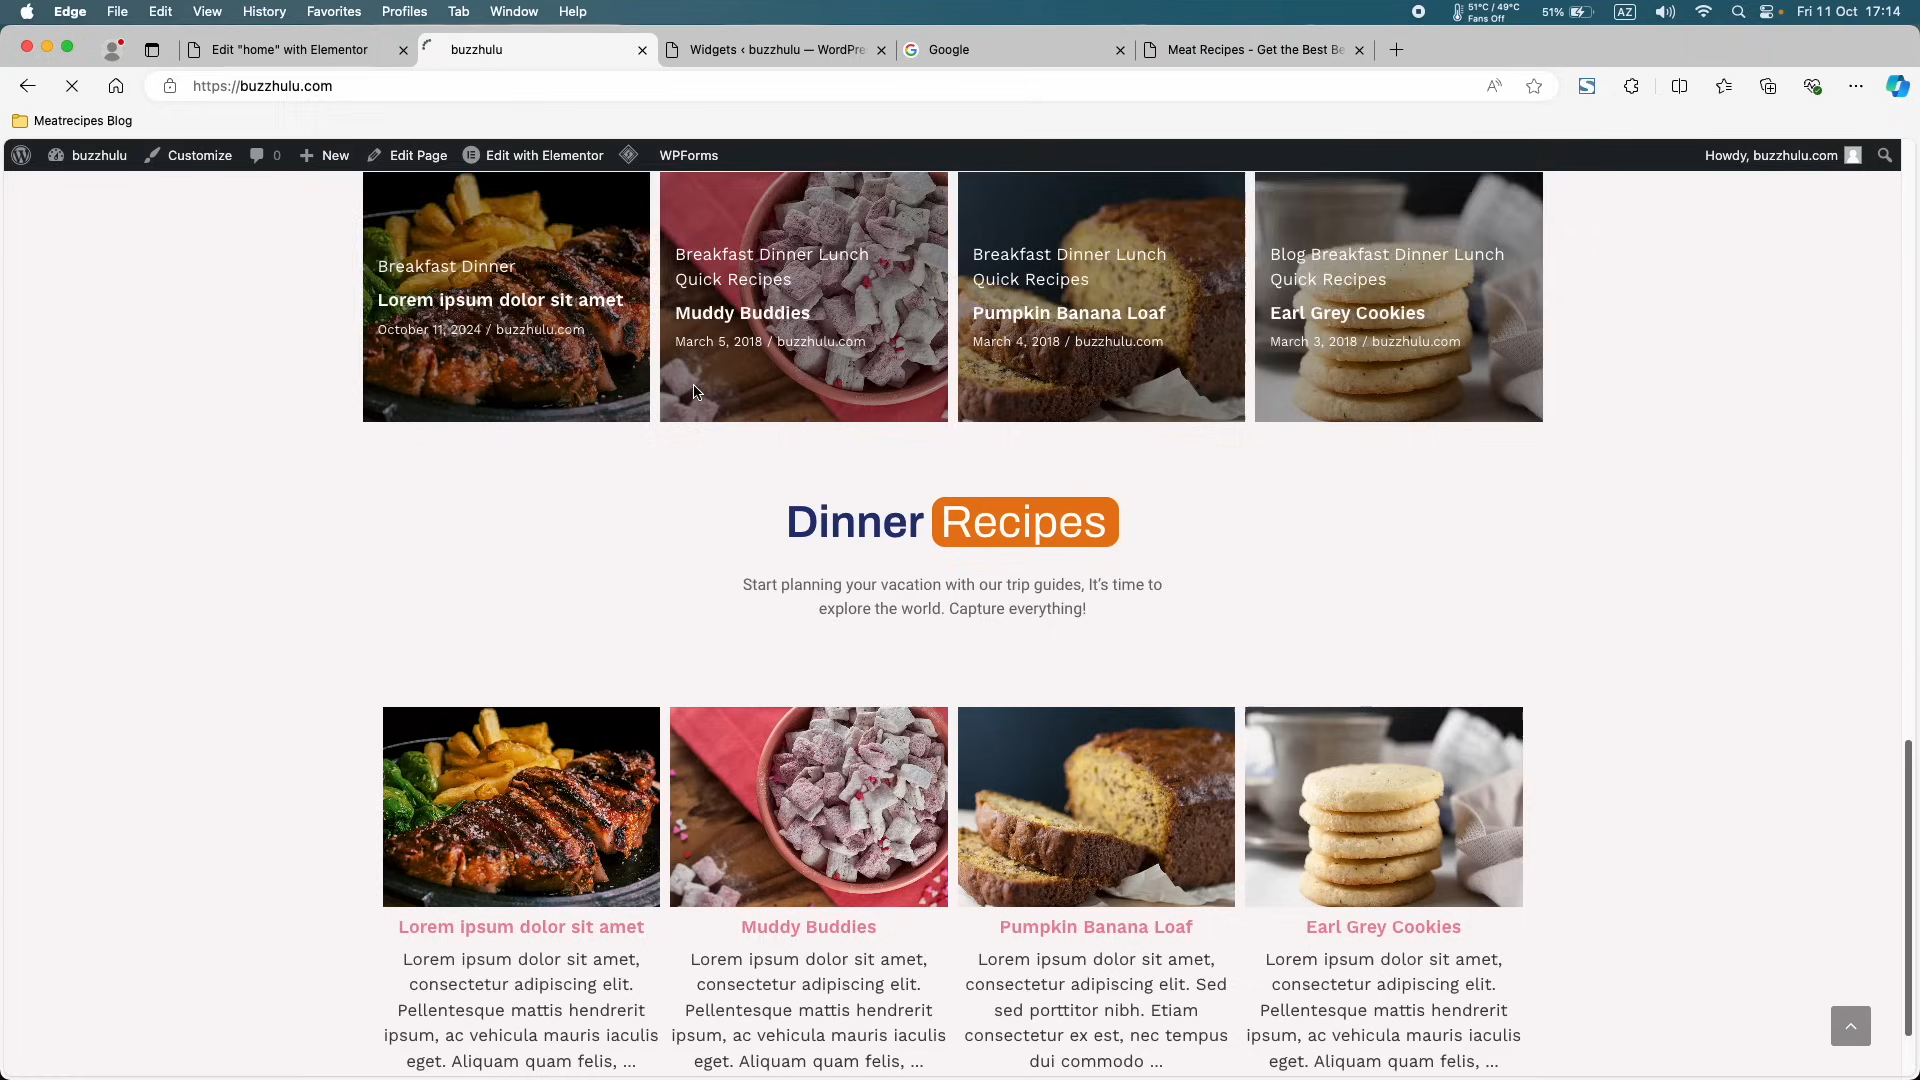 Edge File Edit View History Favorites Profiles Tab Window Help
51°C / 49°C
Fans Off
51% AZ Fri 11 Oct 17:14
Edit "home" with Elementor
buzzhulu
Widgets ‹ buzzhulu — WordPre
Google
Meat Recipes - Get the Best Be
https://buzzhulu.com
Meatrecipes Blog
buzzhulu Customize 0 New Edit Page Edit with Elementor WPForms Howdy, buzzhulu.com
Breakfast Dinner
Lorem ipsum dolor sit amet
October 11, 2024 / buzzhulu.com
Breakfast Dinner Lunch
Quick Recipes
Muddy Buddies
March 5, 2018 / buzzhulu.com
Breakfast Dinner Lunch
Quick Recipes
Pumpkin Banana Loaf
March 4, 2018 / buzzhulu.com
Blog Breakfast Dinner Lunch
Quick Recipes
Earl Grey Cookies
March 3, 2018 / buzzhulu.com
Dinner Recipes
Start planning your vacation with our trip guides, It's time to
explore the world. Capture everything!
Lorem ipsum dolor sit amet
Lorem ipsum dolor sit amet,
consectetur adipiscing elit.
Pellentesque mattis hendrerit
ipsum, ac vehicula mauris iaculis
eget. Aliquam quam felis, ...
Muddy Buddies
Lorem ipsum dolor sit amet,
consectetur adipiscing elit.
Pellentesque mattis hendrerit
ipsum, ac vehicula mauris iaculis
eget. Aliquam quam felis, ...
Pumpkin Banana Loaf
Lorem ipsum dolor sit amet,
consectetur adipiscing elit. Sed
sed porttitor nibh. Etiam
consectetur ex est, nec tempus
dui commodo ...
Earl Grey Cookies
Lorem ipsum dolor sit amet,
consectetur adipiscing elit.
Pellentesque mattis hendrerit
ipsum, ac vehicula mauris iaculis
eget. Aliquam quam felis, ...